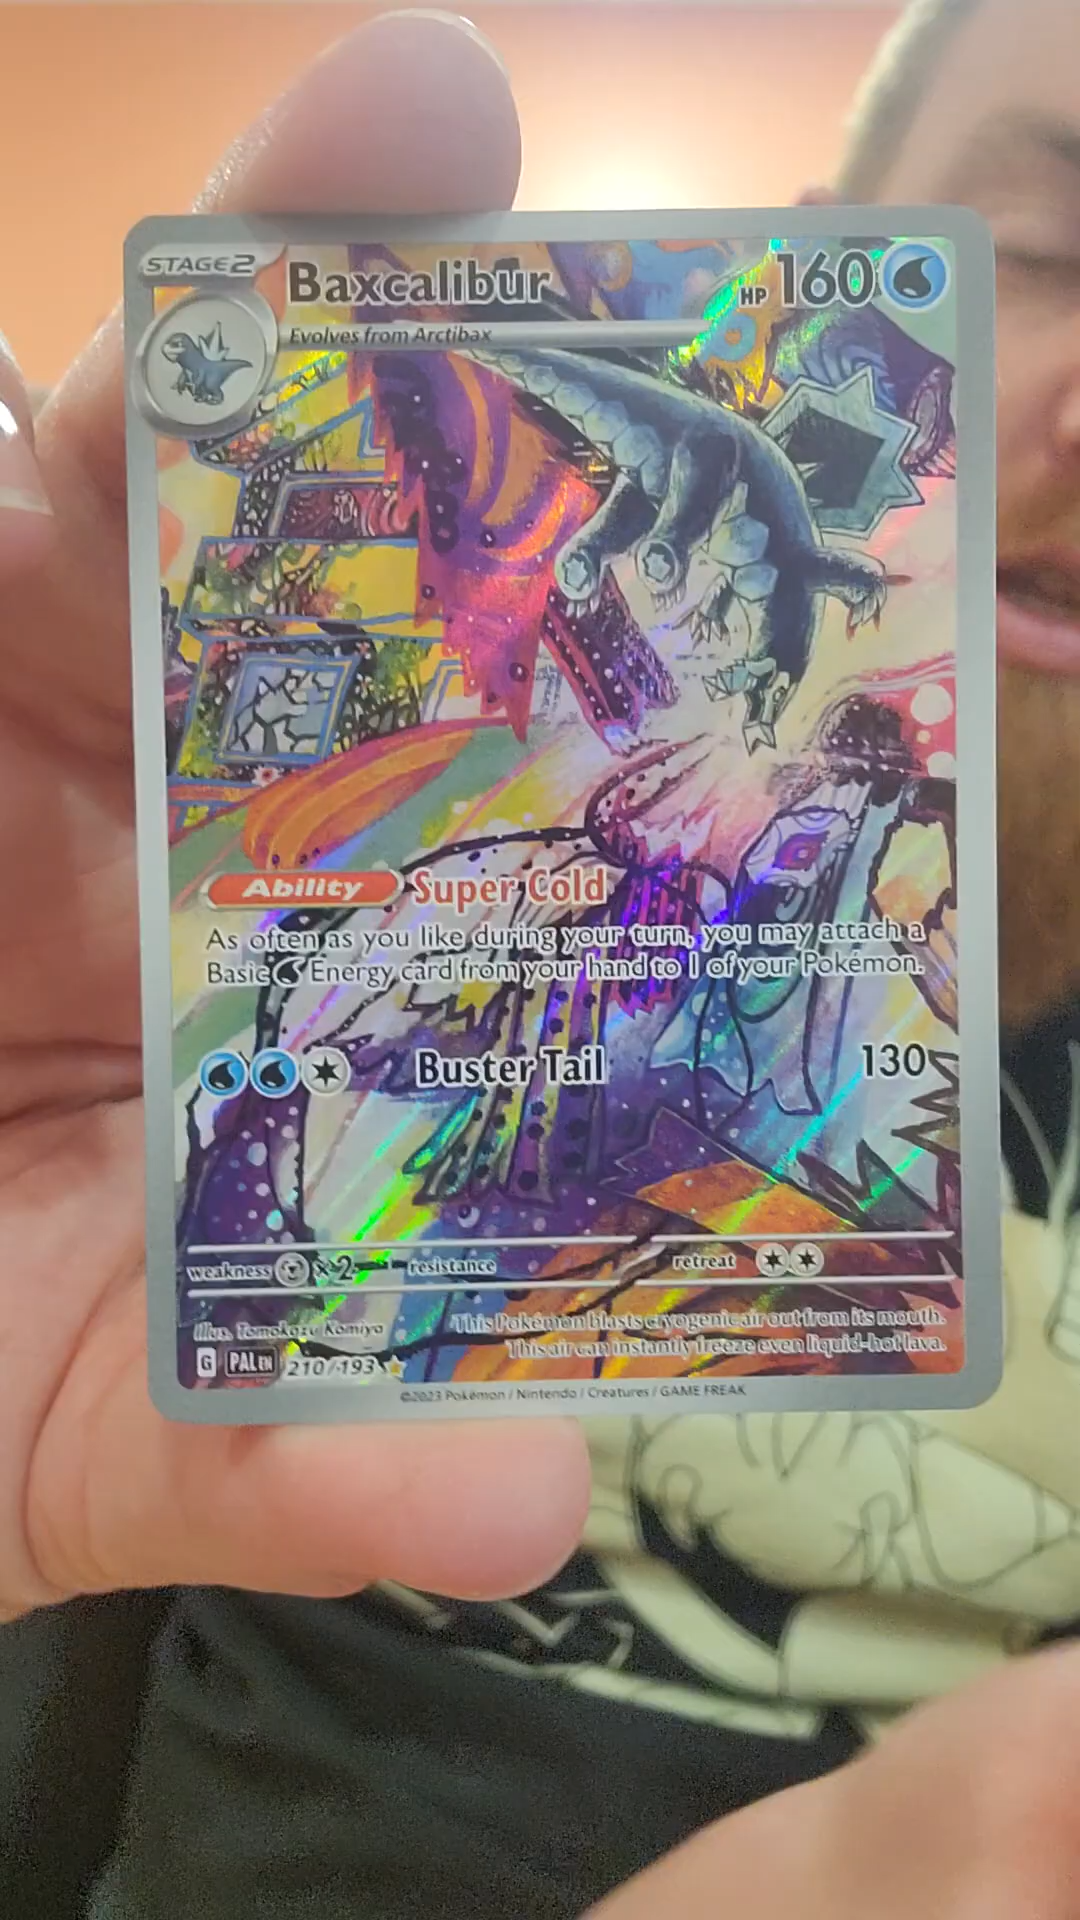 STAGE2
Baxcalibur
HP 160
Evolves from Arctibax
Ability Super Cold
As often as you like during your turn, you may attach a
Basic Energy card from your hand to 1 of your Pokémon.
Buster Tail 130
weakness ×2 resistance retreat
Illus. Tomokazu Komiya
This Pokémon blasts cryogenic air out from its mouth.
This air can instantly freeze even liquid-hot lava.
G PAL EN 210/193
©2023 Pokémon / Nintendo / Creatures / GAME FREAK